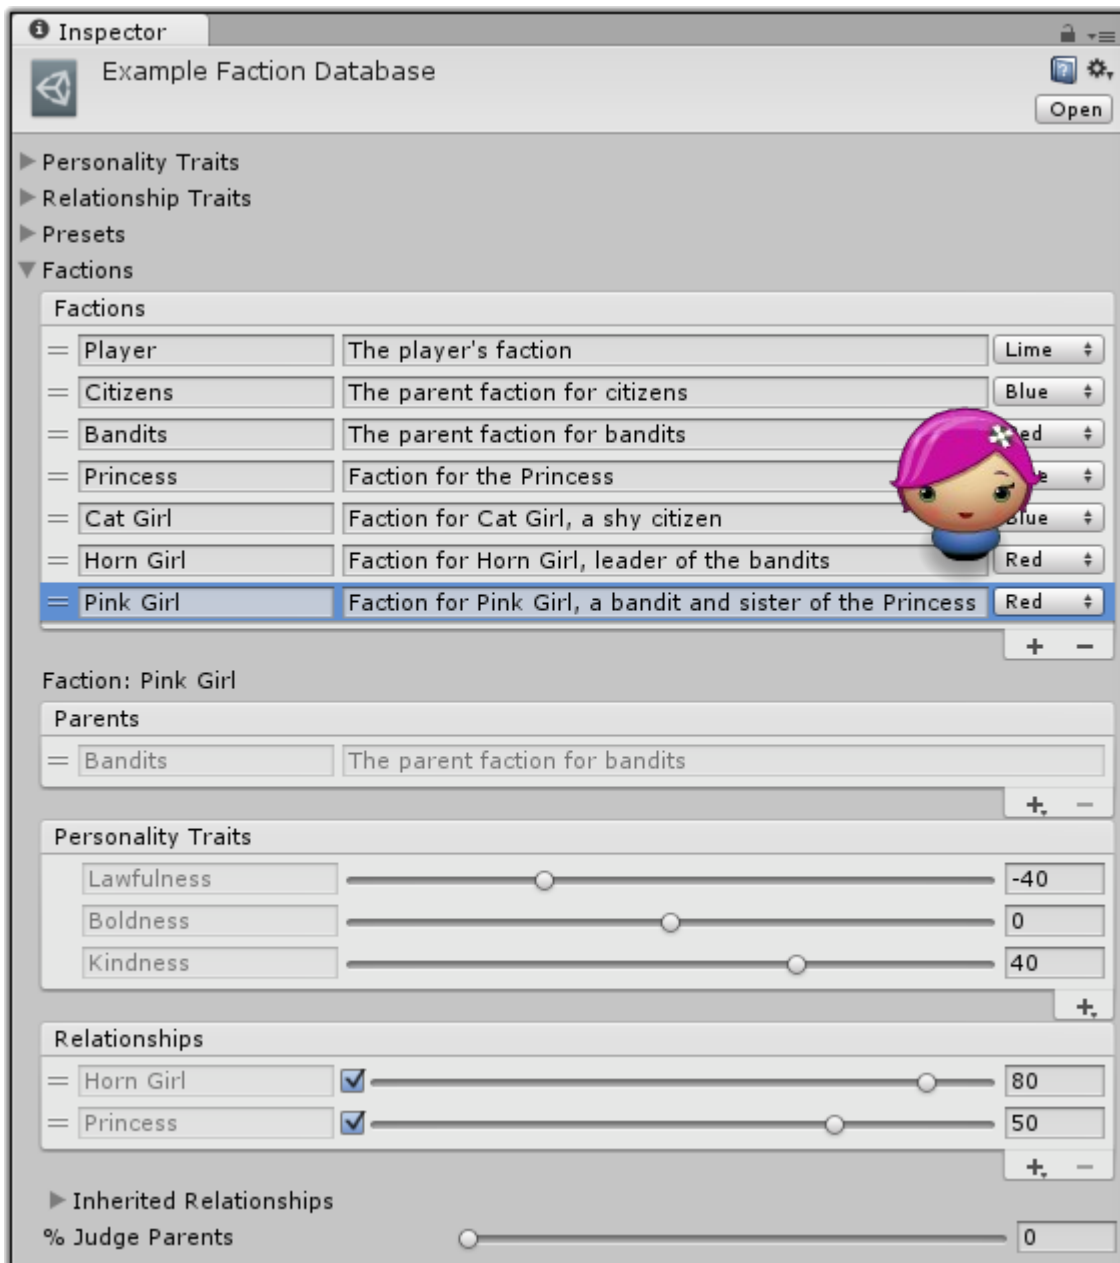 Inspector
Example Faction Database
Open
Personality Traits
Relationship Traits
Presets
Factions
Factions
= Player The player's faction Lime
= Citizens The parent faction for citizens Blue
= Bandits The parent faction for bandits ed
= Princess Faction for the Princess e
= Cat Girl Faction for Cat Girl, a shy citizen Blue
= Horn Girl Faction for Horn Girl, leader of the bandits Red
= Pink Girl Faction for Pink Girl, a bandit and sister of the Princess Red
+ −
Faction: Pink Girl
Parents
= Bandits The parent faction for bandits
+ −
Personality Traits
Lawfulness -40
Boldness 0
Kindness 40
+
Relationships
= Horn Girl 80
= Princess 50
+ −
Inherited Relationships
% Judge Parents 0